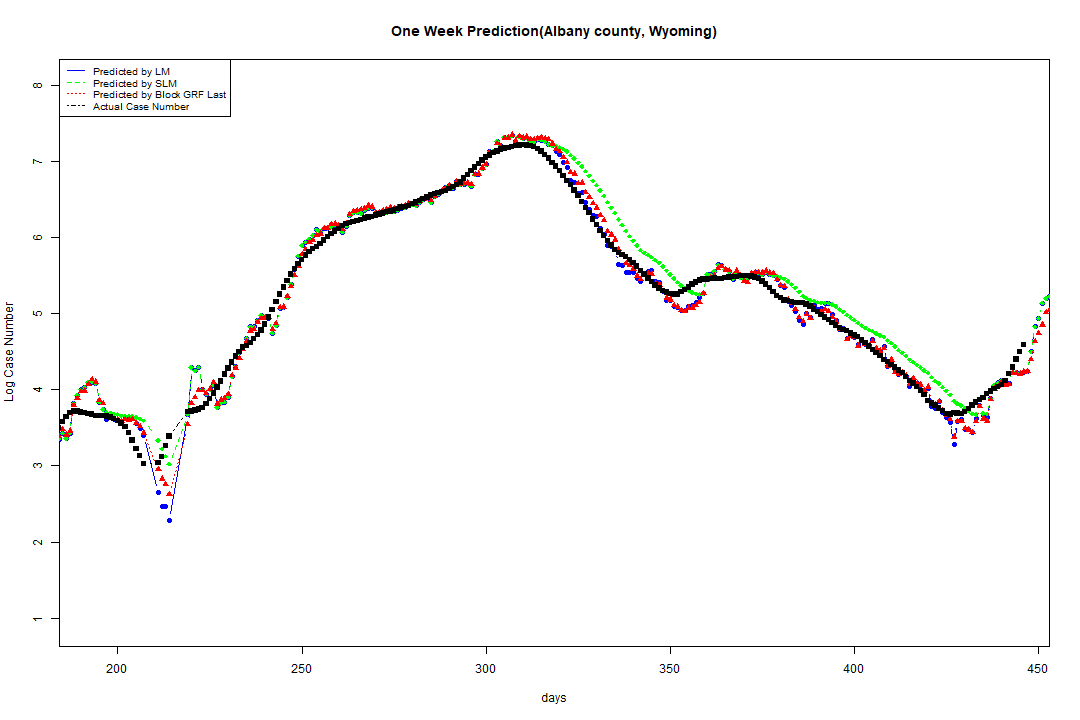 One Week Prediction(Albany county, Wyoming)
Predicted by LM
Predicted by SLM
Predicted by Block GRF Last
Actual Case Number
Log Case Number
8
7
6
5
4
3
2
1
200 250 300 350 400 450
days